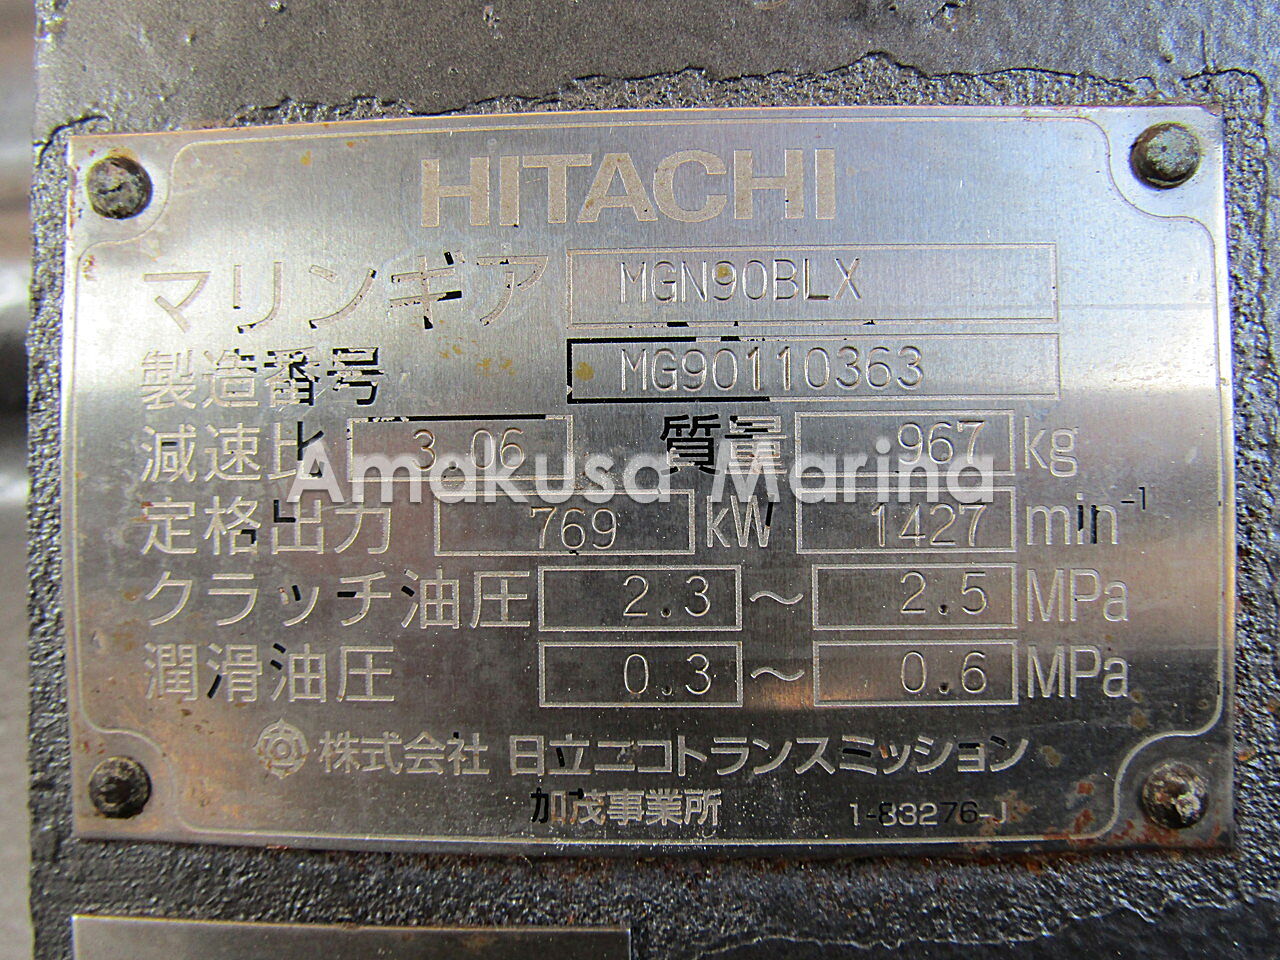 HITACHI
マリンギア MGN90BLX
製造番号 MG90110363
減速比 3.06 質量 967 kg
Amakusa Marina
定格出力 769 kW 1427 min⁻¹
クラッチ油圧 2.3 ~ 2.5 MPa
潤滑油圧 0.3 ~ 0.6 MPa
株式会社 日立ニコトランスミッション
加茂事業所 1-83276-J